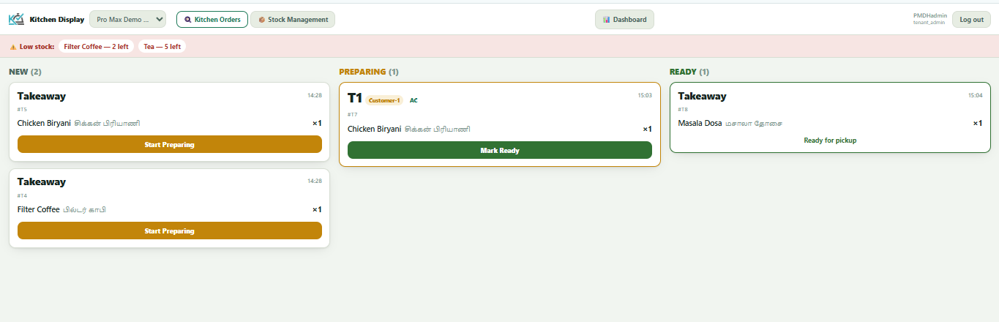 Kitchen Display Pro Max Demo ... Kitchen Orders Stock Management Dashboard PMDHadmin Log out
tenant_admin
Low stock: Filter Coffee — 2 left Tea — 5 left
NEW (2)
Takeaway 14:28
#T5
Chicken Biryani சிக்கன் பிரியாணி ×1
Start Preparing
Takeaway 14:28
#T4
Filter Coffee பில்டர் காபி ×1
Start Preparing
PREPARING (1)
T1 Customer-1 AC 15:03
#T7
Chicken Biryani சிக்கன் பிரியாணி ×1
Mark Ready
READY (1)
Takeaway 15:04
#T8
Masala Dosa மசாலா தோசை ×1
Ready for pickup